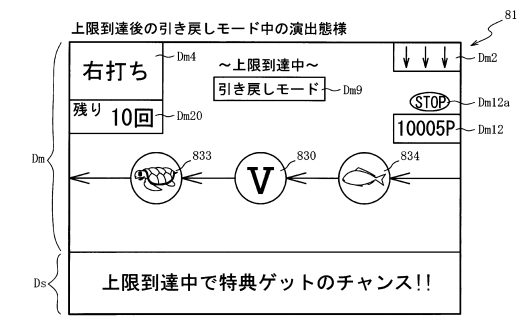 上限到達後の引き戻しモード中の演出態様
81
右打ち
Dm4
～上限到達中～
引き戻しモード
Dm9
↓↓↓
Dm2
残り 10回
Dm20
STOP
Dm12a
10005P
Dm12
Dm
833
V
830
834
Ds
上限到達中で特典ゲットのチャンス!!